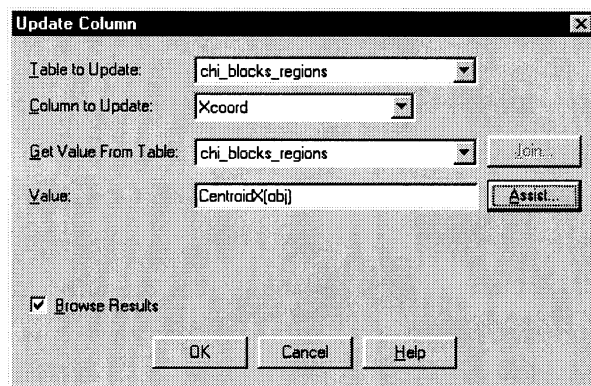 Update Column
Table to Update: chi_blocks_regions
Column to Update: Xcoord
Get Value From Table: chi_blocks_regions Join...
Value: CentroidX(obj) Assist...
Browse Results
OK Cancel Help